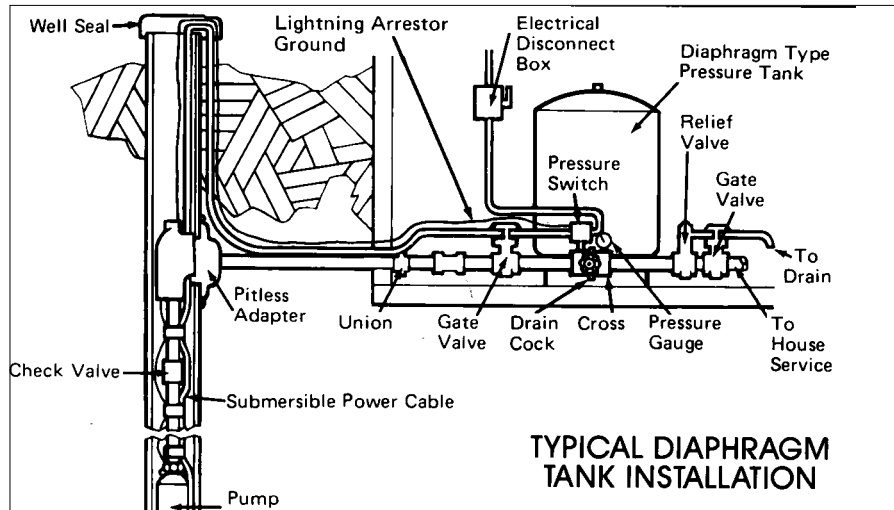 Well Seal
Lightning Arrestor
Ground
Electrical
Disconnect
Box
Diaphragm Type
Pressure Tank
Relief
Valve
Pressure
Switch
Gate
Valve
To
Drain
Pitless
Adapter
Union
Gate
Valve
Drain
Cock
Cross
Pressure
Gauge
To
House
Service
Check Valve
Submersible Power Cable
Pump
TYPICAL DIAPHRAGM
TANK INSTALLATION